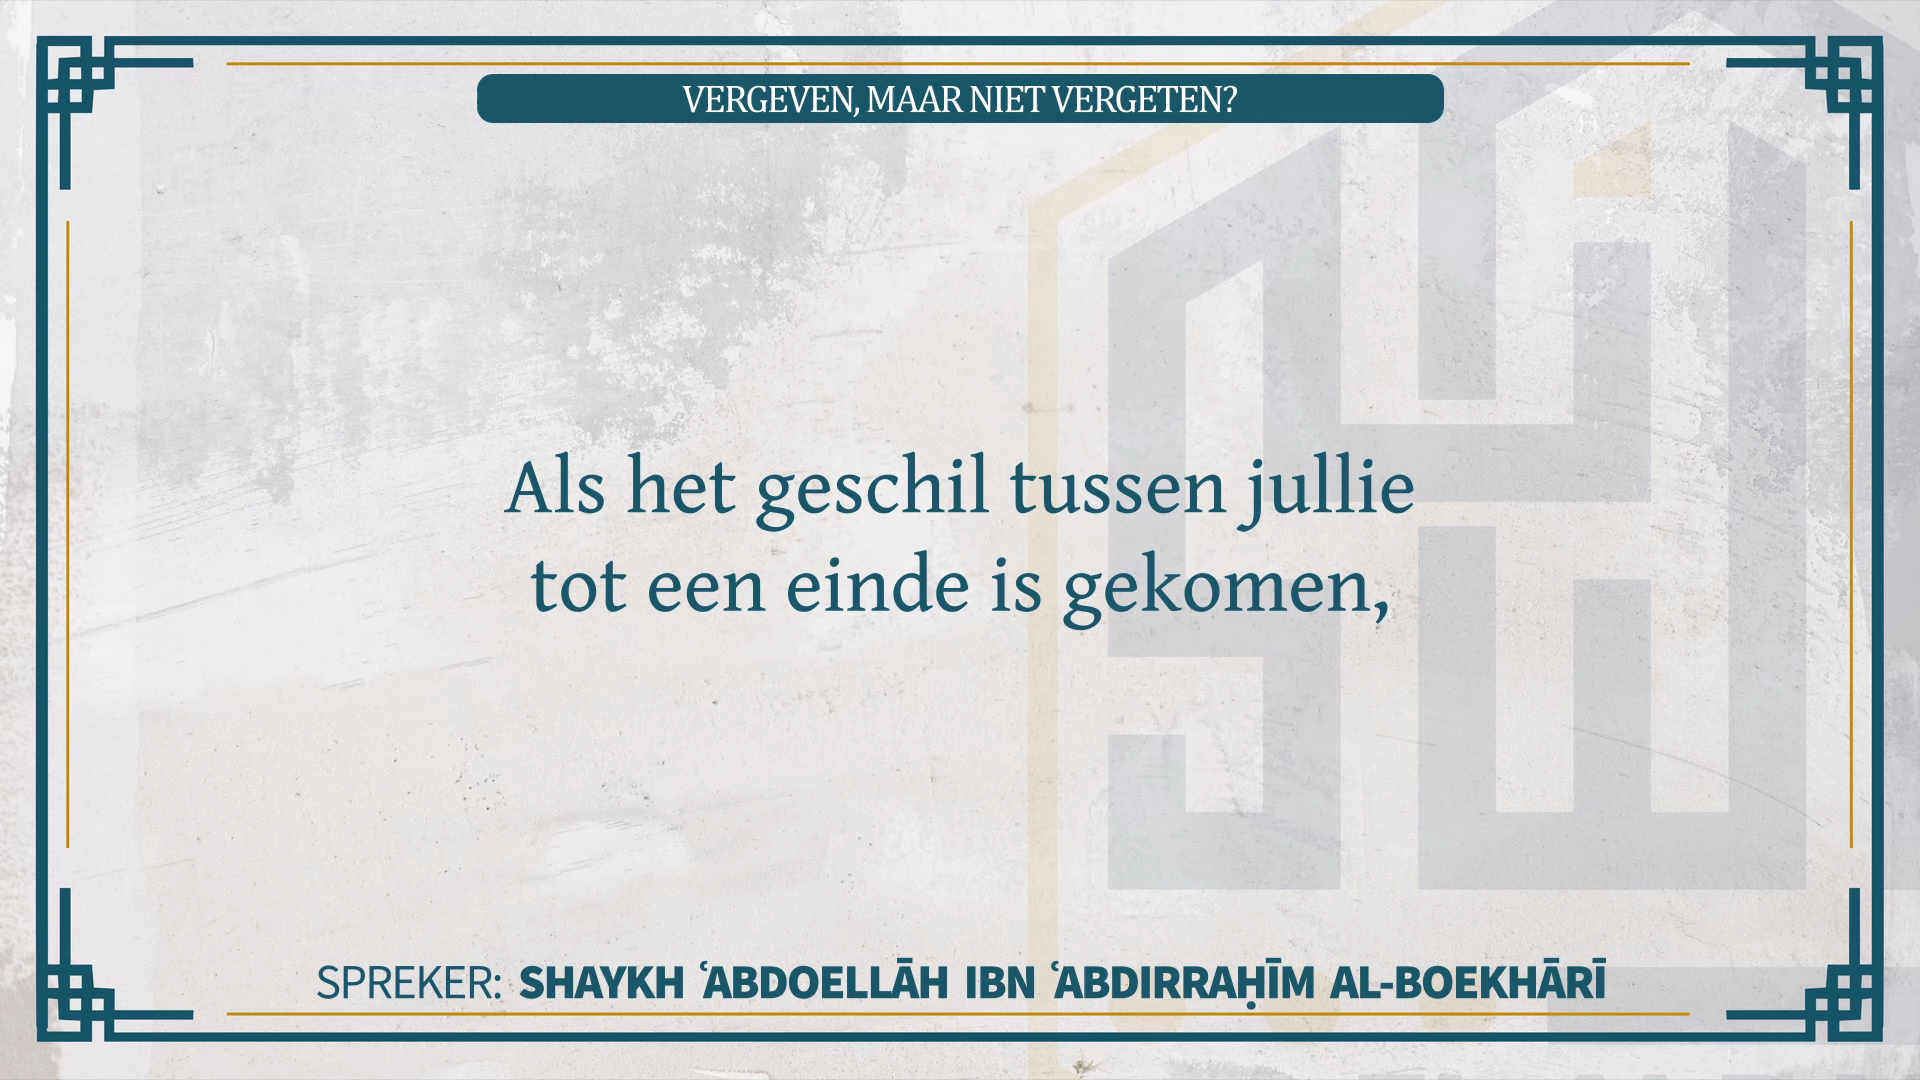 VERGEVEN, MAAR NIET VERGETEN?
Als het geschil tussen jullie
tot een einde is gekomen,
SPREKER: SHAYKH ʿABDOELLĀH IBN ʿABDIRRAḤĪM AL-BOEKHĀRĪ